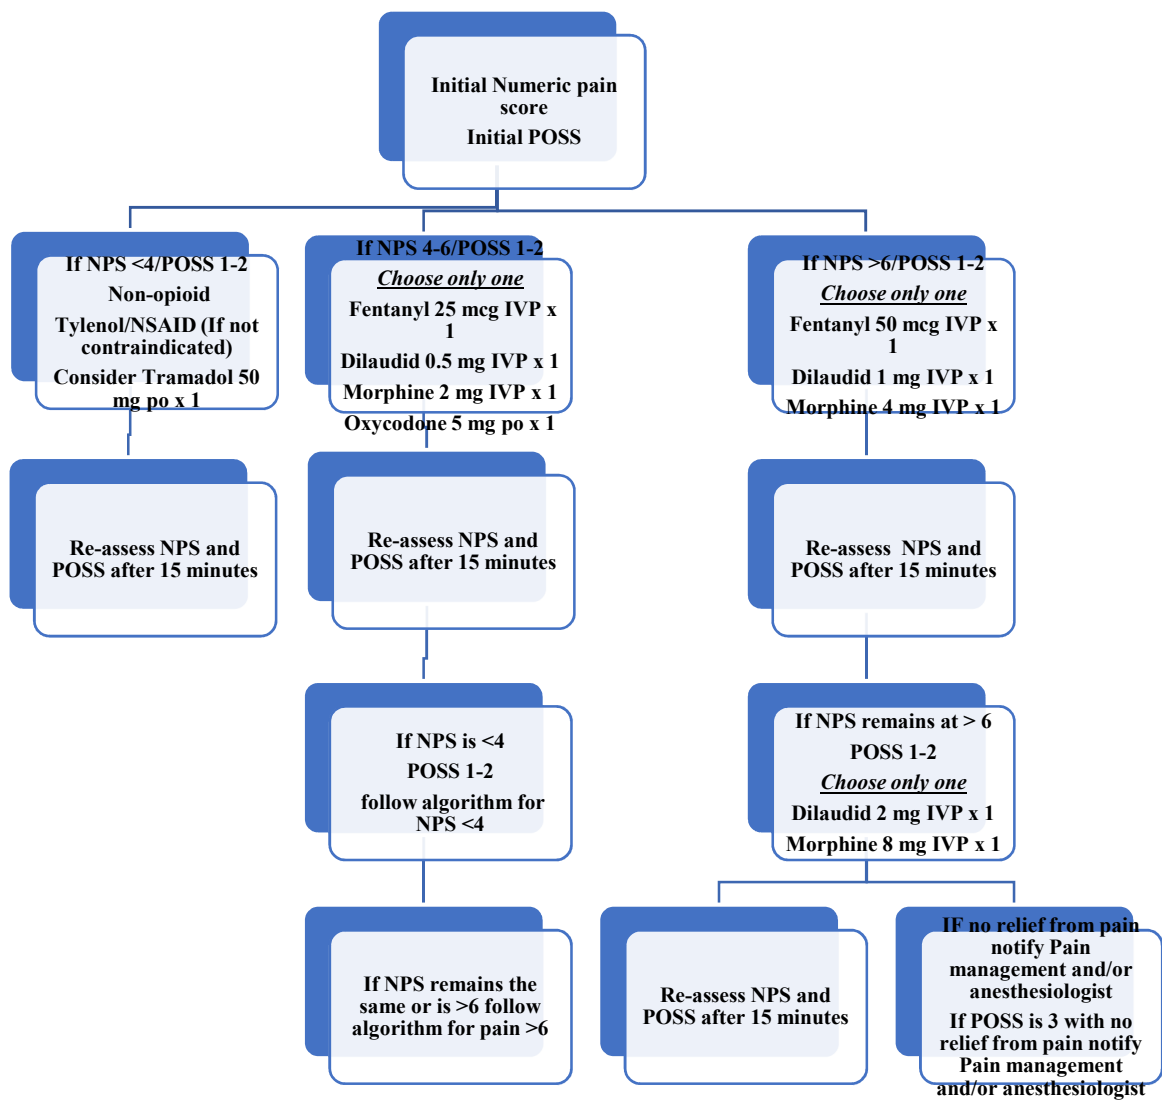 Initial Numeric pain
score
Initial POSS
If NPS <4/POSS 1-2
Non-opioid
Tylenol/NSAID (If not
contraindicated)
Consider Tramadol 50
mg po x 1
If NPS 4-6/POSS 1-2
Choose only one
Fentanyl 25 mcg IVP x
1
Dilaudid 0.5 mg IVP x 1
Morphine 2 mg IVP x 1
Oxycodone 5 mg po x 1
If NPS >6/POSS 1-2
Choose only one
Fentanyl 50 mcg IVP x
1
Dilaudid 1 mg IVP x 1
Morphine 4 mg IVP x 1
Re-assess NPS and
POSS after 15 minutes
Re-assess NPS and
POSS after 15 minutes
Re-assess NPS and
POSS after 15 minutes
If NPS is <4
POSS 1-2
follow algorithm for
NPS <4
If NPS remains at > 6
POSS 1-2
Choose only one
Dilaudid 2 mg IVP x 1
Morphine 8 mg IVP x 1
If NPS remains the
same or is >6 follow
algorithm for pain >6
Re-assess NPS and
POSS after 15 minutes
IF no relief from pain
notify Pain
management and/or
anesthesiologist
If POSS is 3 with no
relief from pain notify
Pain management
and/or anesthesiologist